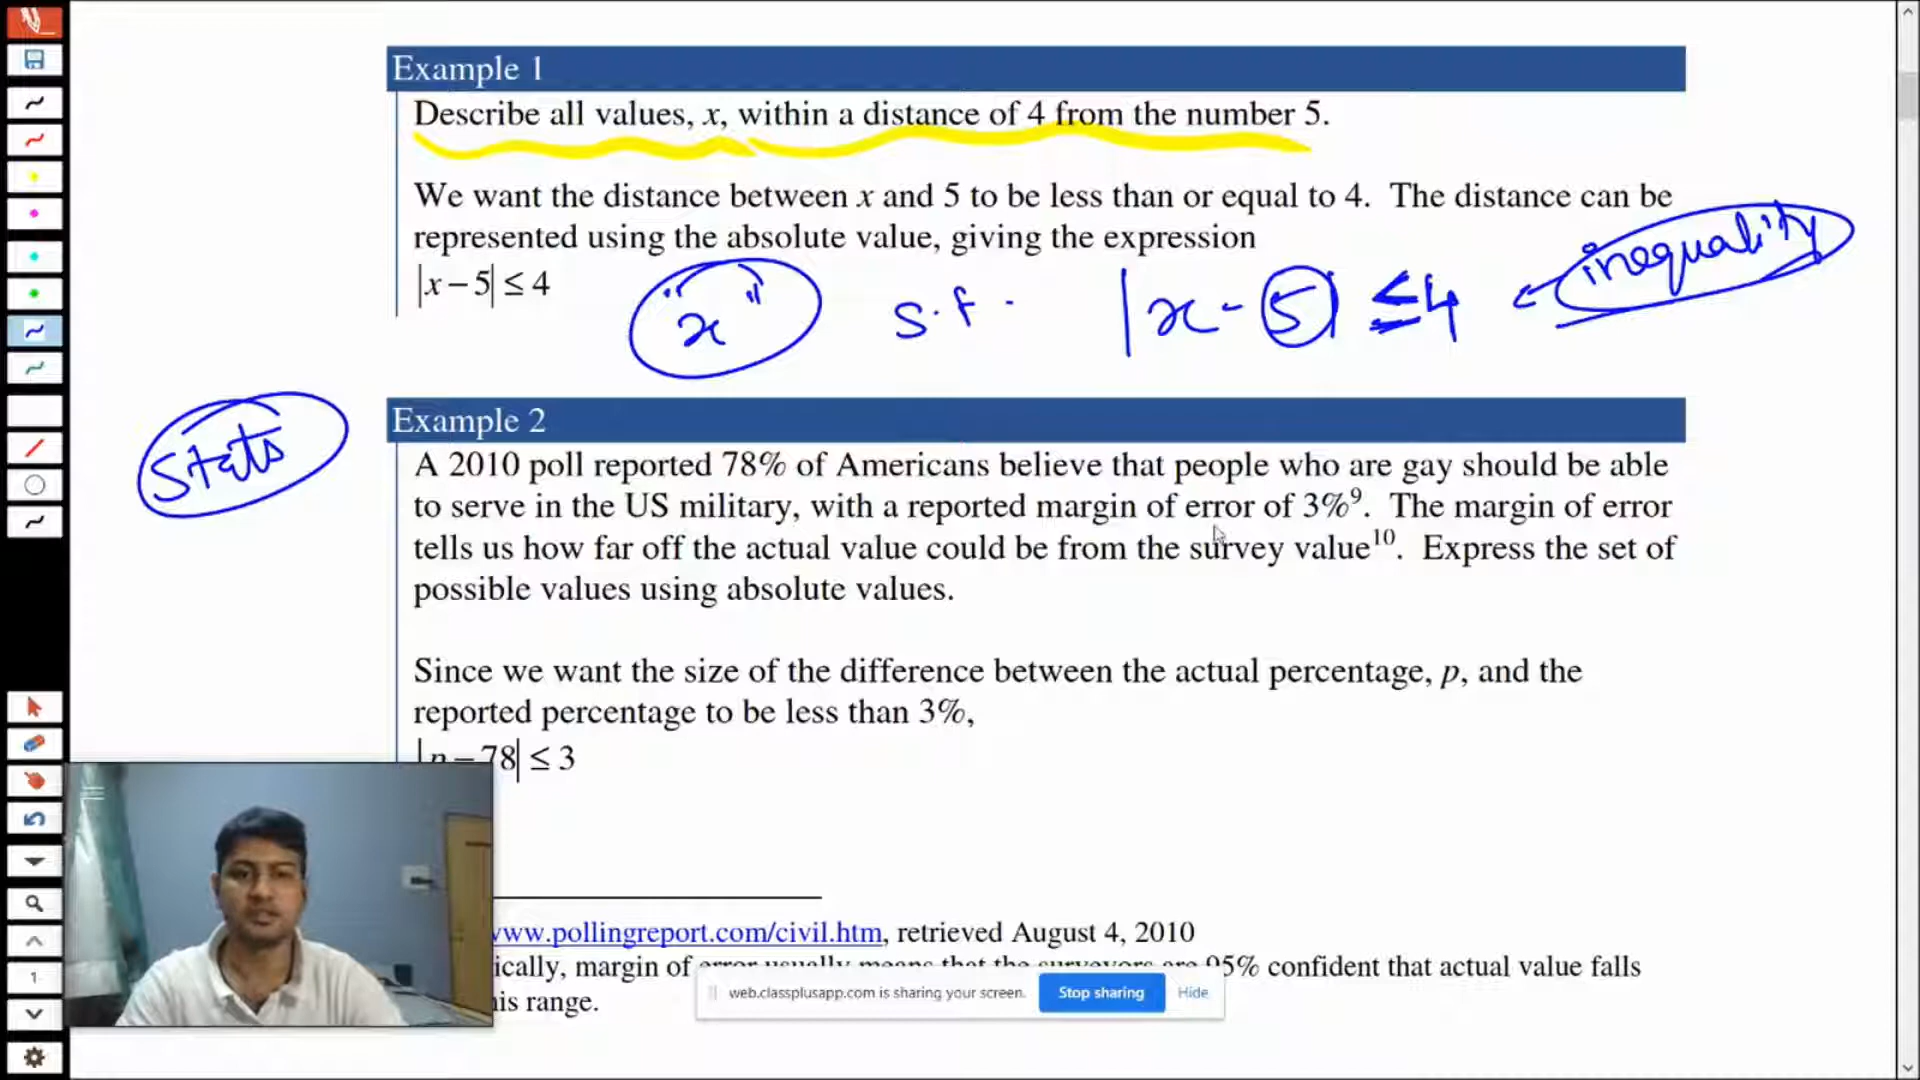 Example 1
Describe all values, x, within a distance of 4 from the number 5.
We want the distance between x and 5 to be less than or equal to 4. The distance can be
represented using the absolute value, giving the expression
|x − 5| ≤ 4
"x" s.t. |x - 5| ≤ 4 inequality
Stats
Example 2
A 2010 poll reported 78% of Americans believe that people who are gay should be able
to serve in the US military, with a reported margin of error of 3%⁹. The margin of error
tells us how far off the actual value could be from the survey value¹⁰. Express the set of
possible values using absolute values.
Since we want the size of the difference between the actual percentage, p, and the
reported percentage to be less than 3%,
|p − 78| ≤ 3
www.pollingreport.com/civil.htm, retrieved August 4, 2010
ically, margin of error usually means that the surveyors are 95% confident that actual value falls
his range.
web.classplusapp.com is sharing your screen. Stop sharing Hide
1